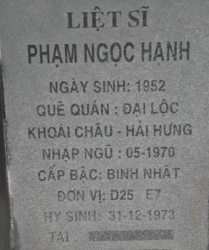 LIỆT SĨ
PHẠM NGỌC HẠNH
NGÀY SINH: 1952
QUÊ QUÁN: ĐẠI LỘC
KHOÁI CHÂU - HẢI HƯNG
NHẬP NGŨ: 05-1970
CẤP BẬC: BINH NHẤT
ĐƠN VỊ: D25 E7
HY SINH: 31-12-1973
TẠI